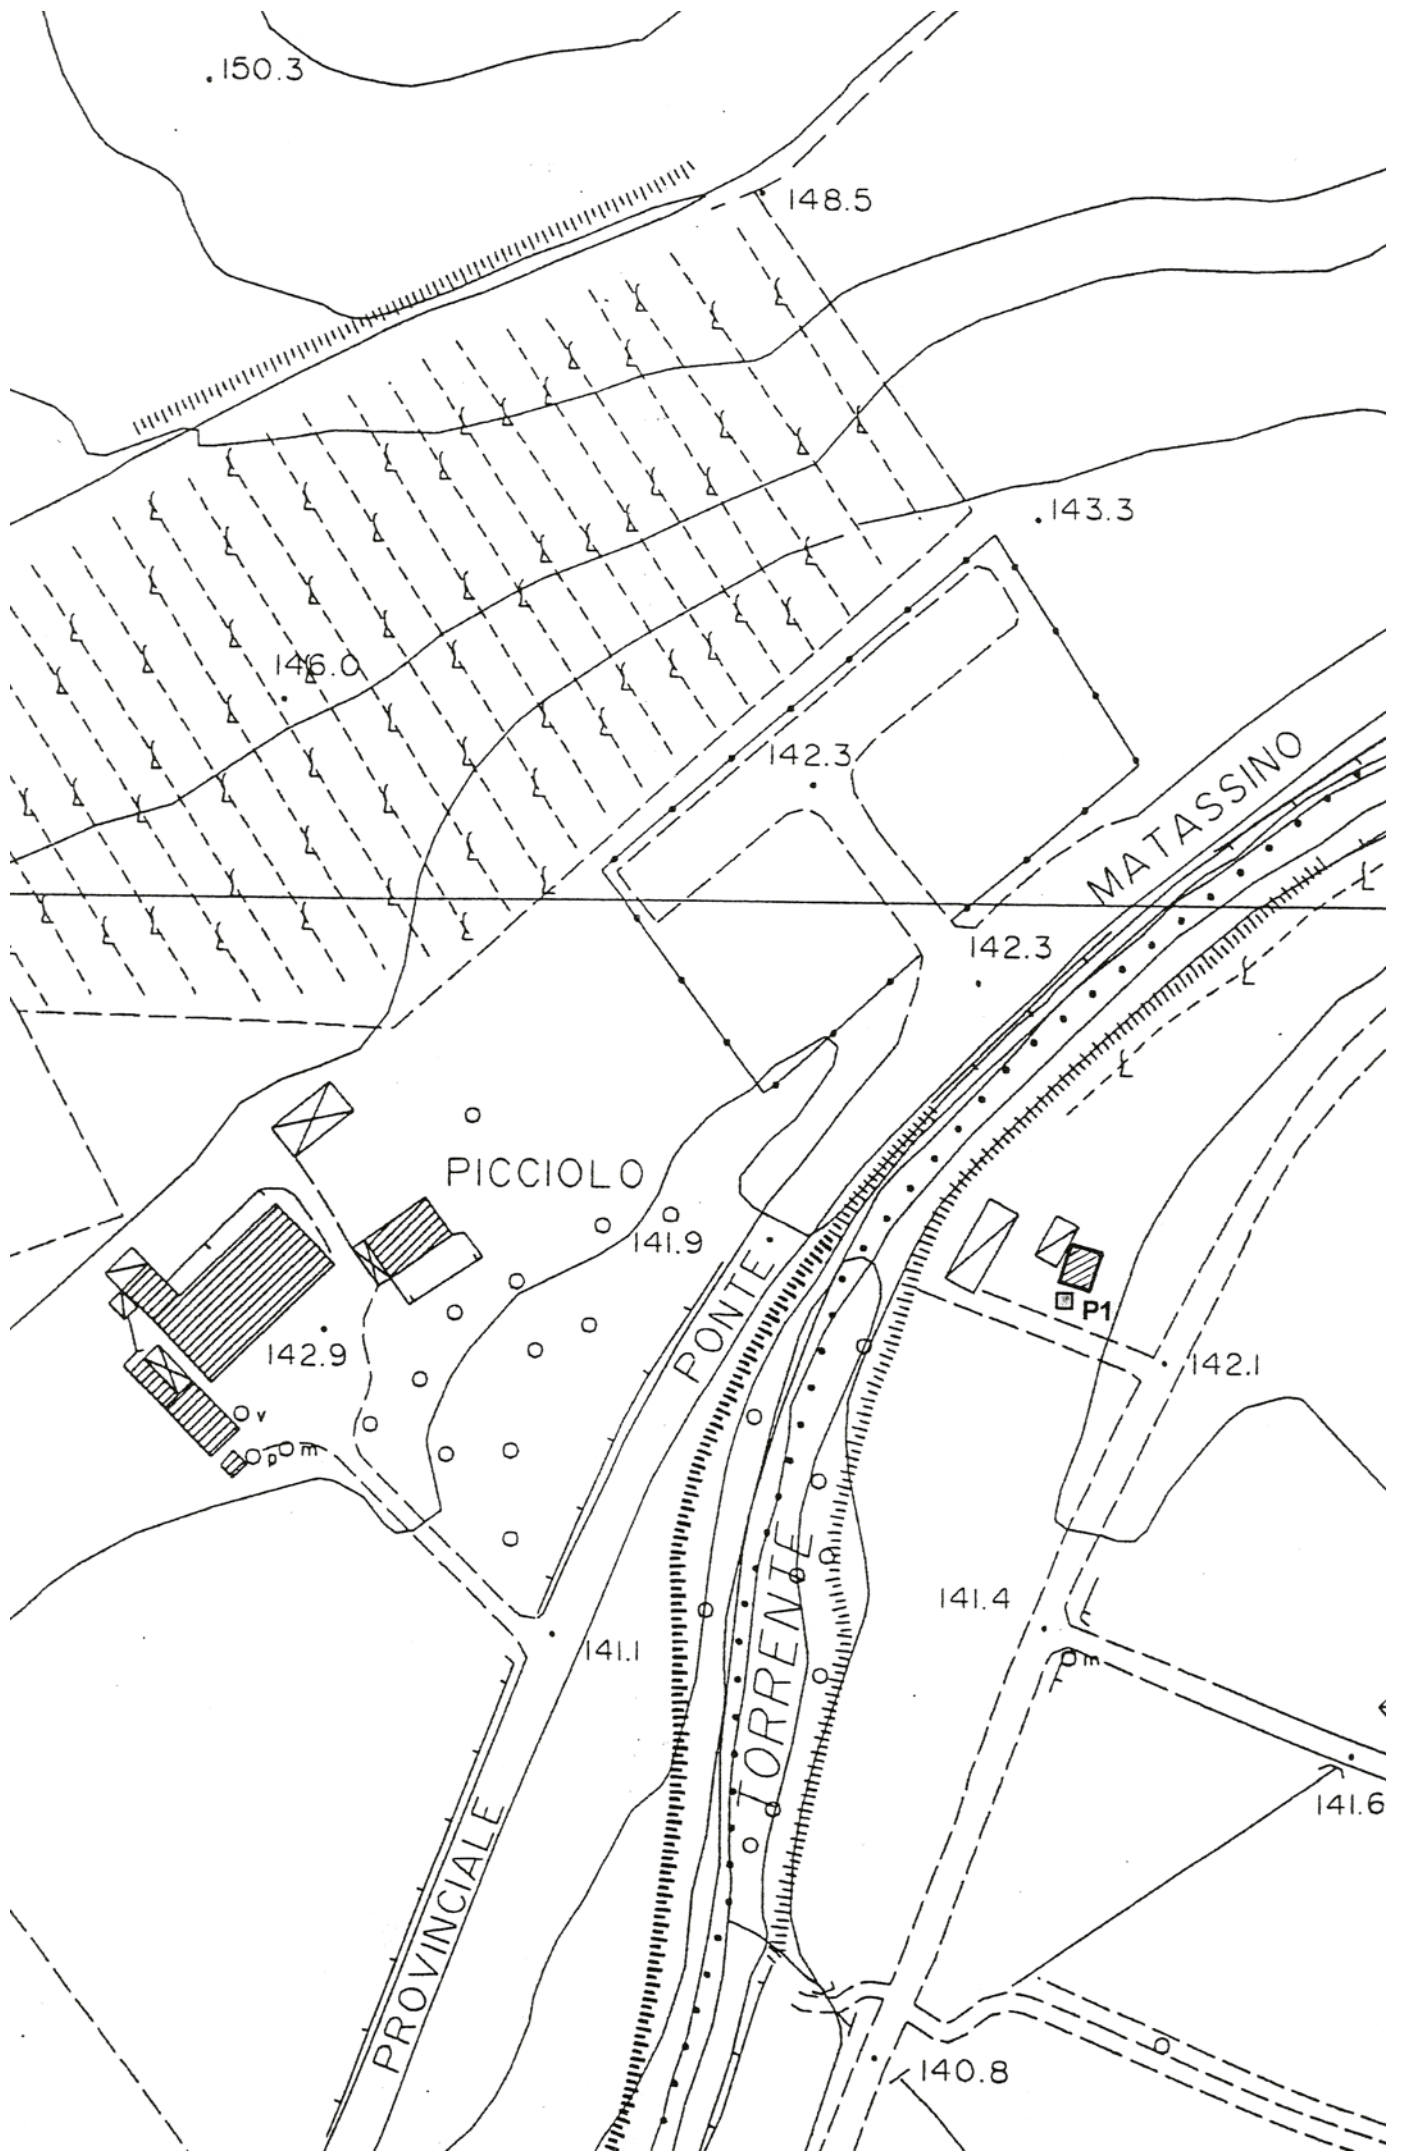 150.3
148.5
143.3
146.0
142.3
MATASSINO
142.3
PICCIOLO
141.9
PONTE
P1
142.9
142.1
v
p
m
141.4
141.1
m
TORRENTE
141.6
PROVINCIALE
140.8